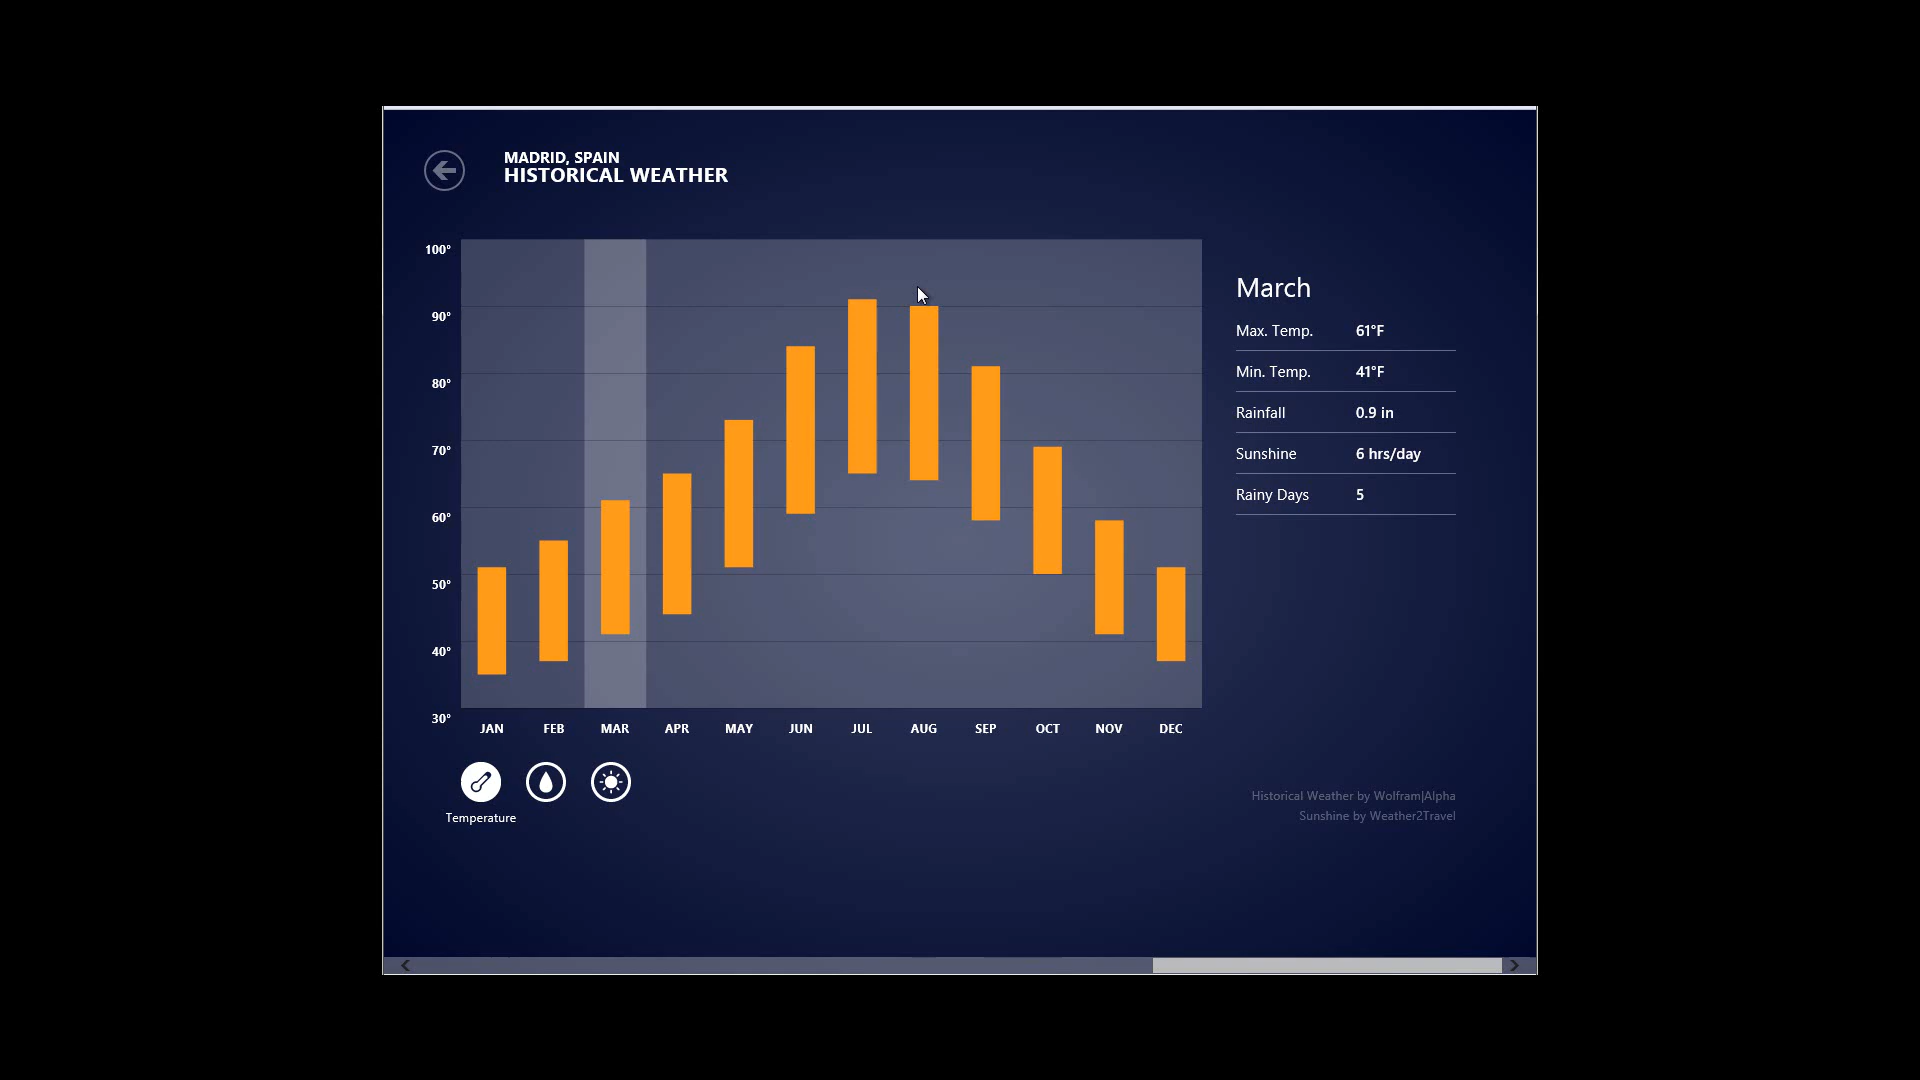 MADRID, SPAIN
HISTORICAL WEATHER
100°
90°
80°
70°
60°
50°
40°
30°
JAN FEB MAR APR MAY JUN JUL AUG SEP OCT NOV DEC
Temperature
March
Max. Temp. 61°F
Min. Temp. 41°F
Rainfall 0.9 in
Sunshine 6 hrs/day
Rainy Days 5
Historical Weather by Wolfram|Alpha
Sunshine by Weather2Travel